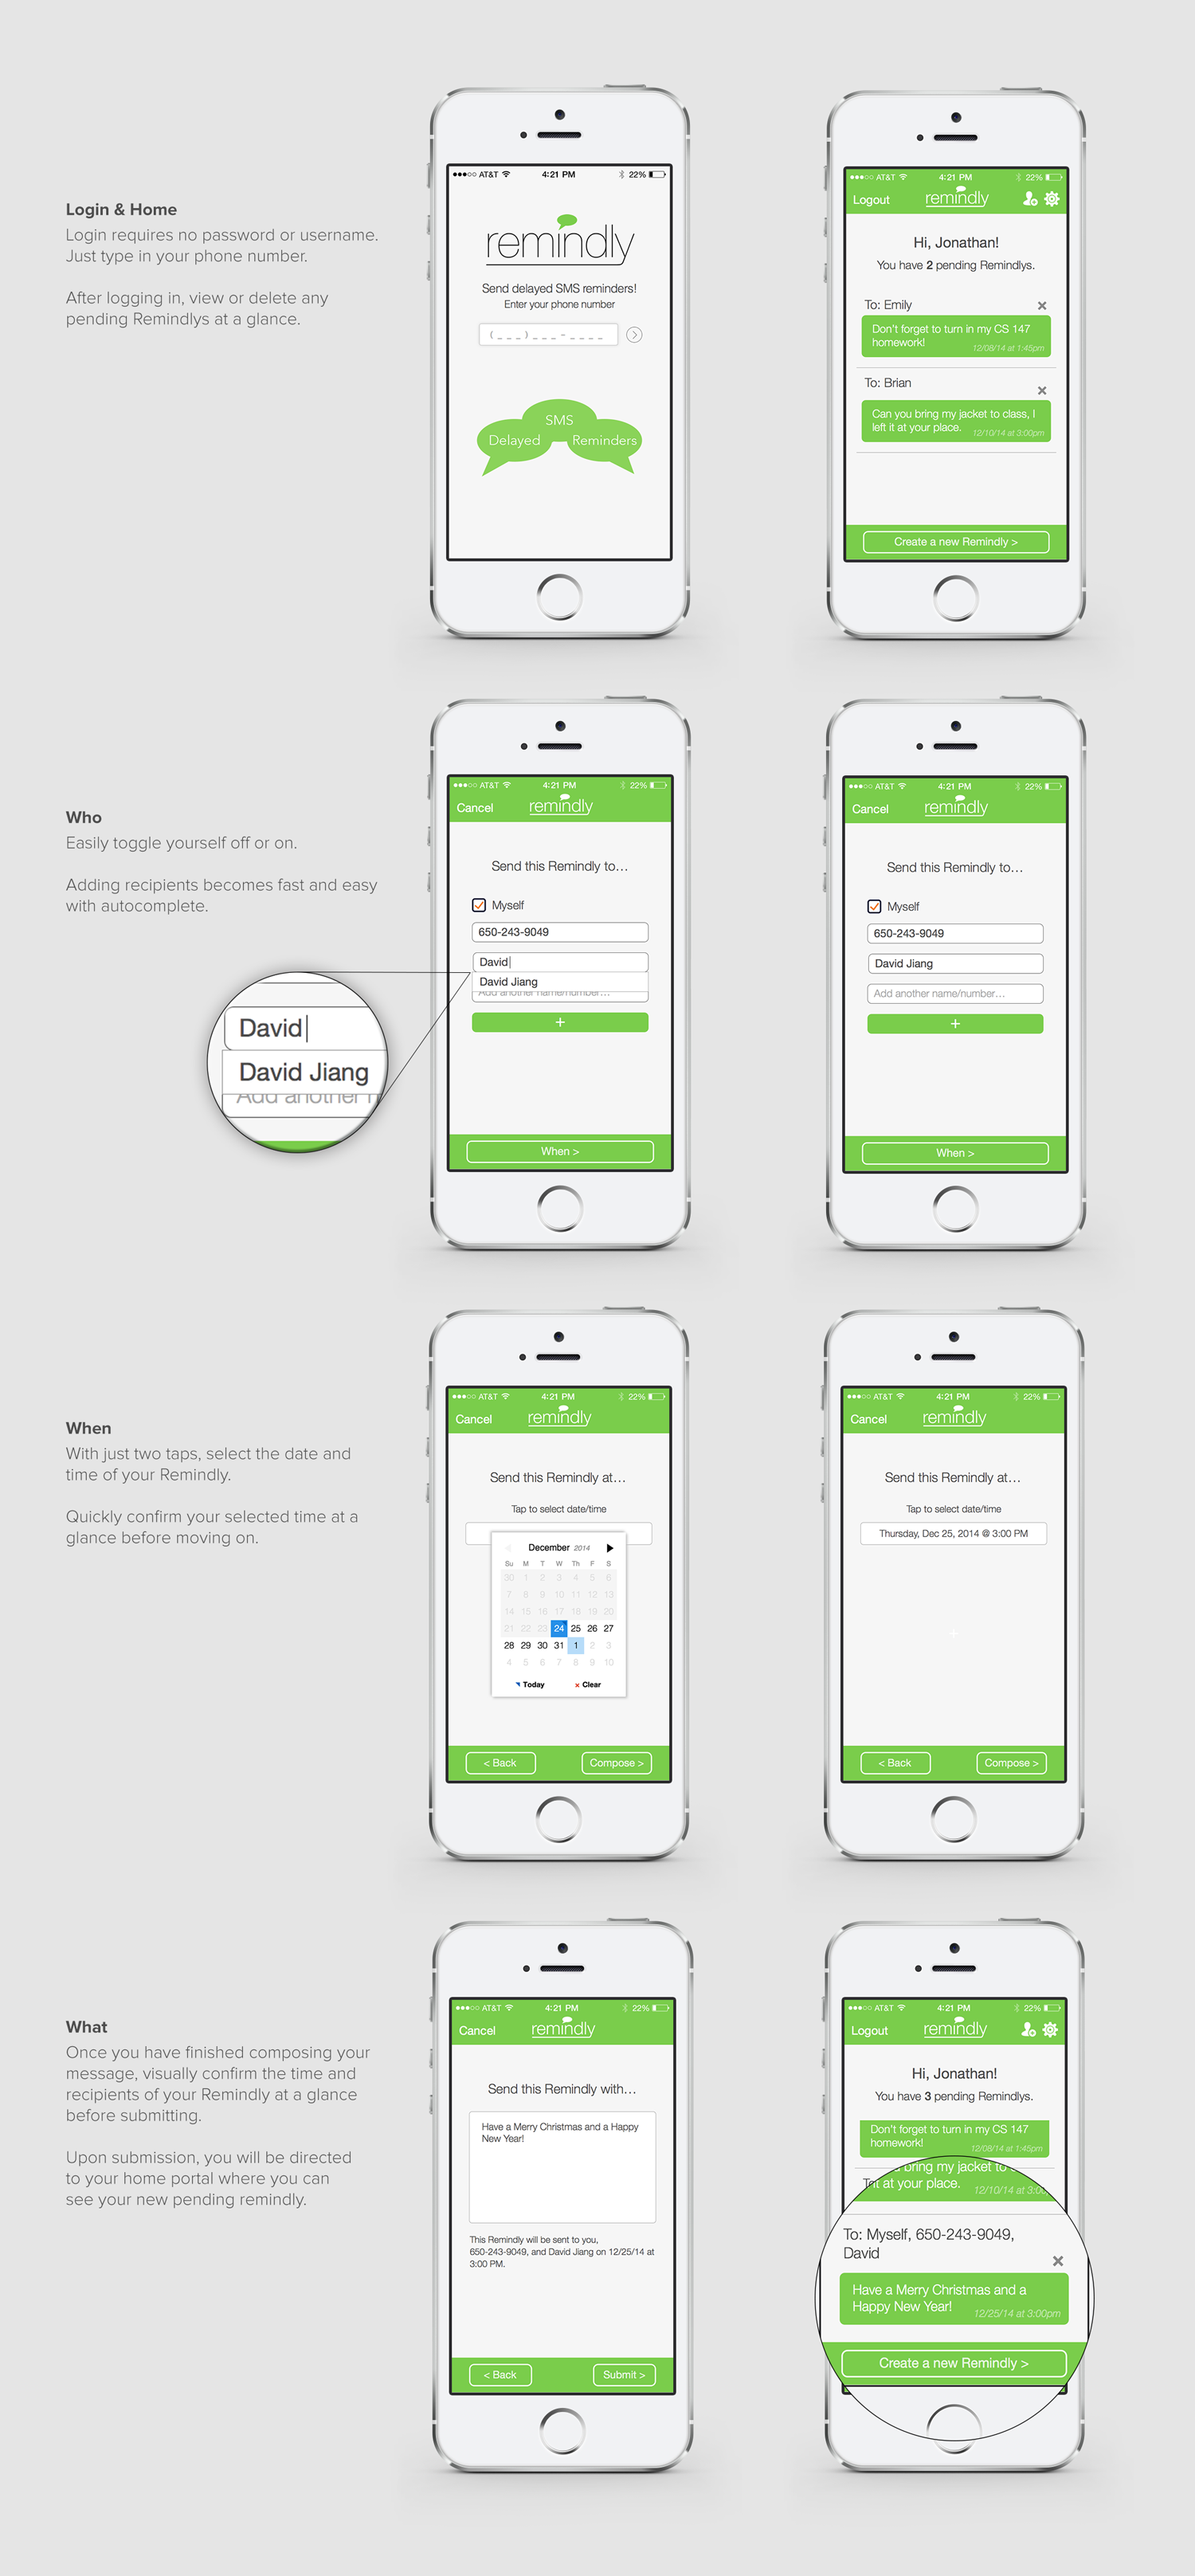 Login & Home
Login requires no password or username.
Just type in your phone number.
After logging in, view or delete any
pending Remindlys at a glance.
●●●○○ AT&T 4:21 PM 22%
remindly
Send delayed SMS reminders!
Enter your phone number
(___)___-____
SMS
Delayed Reminders
●●●○○ AT&T 4:21 PM 22%
Logout remindly
Hi, Jonathan!
You have 2 pending Remindlys.
To: Emily
Don't forget to turn in my CS 147
homework!
12/08/14 at 1:45pm
To: Brian
Can you bring my jacket to class, I
left it at your place.
12/10/14 at 3:00pm
Create a new Remindly >
Who
Easily toggle yourself off or on.
Adding recipients becomes fast and easy
with autocomplete.
David
David Jiang
Add another n
●●●○○ AT&T 4:21 PM 22%
Cancel remindly
Send this Remindly to...
Myself
650-243-9049
David
David Jiang
Add another name/number...
+
When >
●●●○○ AT&T 4:21 PM 22%
Cancel remindly
Send this Remindly to...
Myself
650-243-9049
David Jiang
Add another name/number...
+
When >
When
With just two taps, select the date and
time of your Remindly.
Quickly confirm your selected time at a
glance before moving on.
●●●○○ AT&T 4:21 PM 22%
Cancel remindly
Send this Remindly at...
Tap to select date/time
December 2014
Su M T W Th F S
30 1 2 3 4 5 6
7 8 9 10 11 12 13
14 15 16 17 18 19 20
21 22 23 24 25 26 27
28 29 30 31 1 2 3
4 5 6 7 8 9 10
Today × Clear
< Back Compose >
●●●○○ AT&T 4:21 PM 22%
Cancel remindly
Send this Remindly at...
Tap to select date/time
Thursday, Dec 25, 2014 @ 3:00 PM
< Back Compose >
What
Once you have finished composing your
message, visually confirm the time and
recipients of your Remindly at a glance
before submitting.
Upon submission, you will be directed
to your home portal where you can
see your new pending remindly.
●●●○○ AT&T 4:21 PM 22%
Cancel remindly
Send this Remindly with...
Have a Merry Christmas and a Happy
New Year!
This Remindly will be sent to you,
650-243-9049, and David Jiang on 12/25/14 at
3:00 PM.
< Back Submit >
●●●○○ AT&T 4:21 PM 22%
Logout remindly
Hi, Jonathan!
You have 3 pending Remindlys.
Don't forget to turn in my CS 147
homework!
12/08/14 at 1:45pm
bring my jacket to
at your place.
12/10/14 at 3:00
To: Myself, 650-243-9049,
David
Have a Merry Christmas and a
Happy New Year!
12/25/14 at 3:00pm
Create a new Remindly >